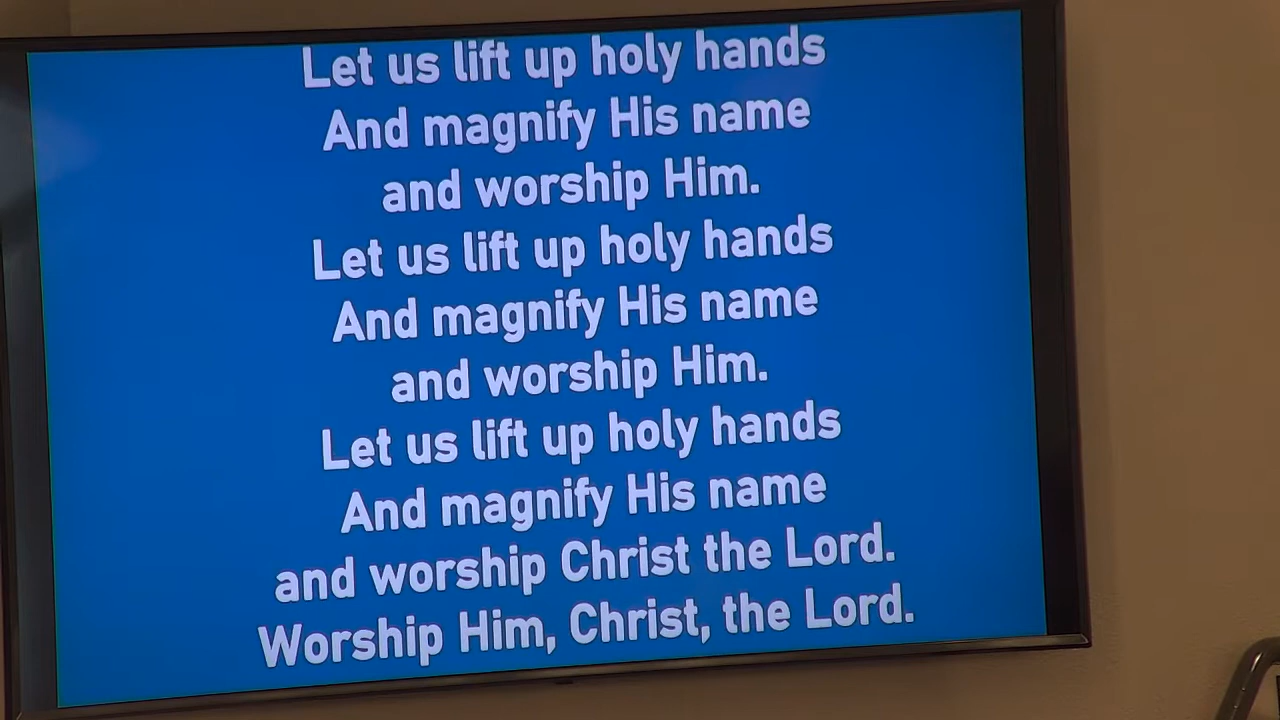 Let us lift up holy hands
And magnify His name
and worship Him.
Let us lift up holy hands
And magnify His name
and worship Him.
Let us lift up holy hands
And magnify His name
and worship Christ the Lord.
Worship Him, Christ, the Lord.